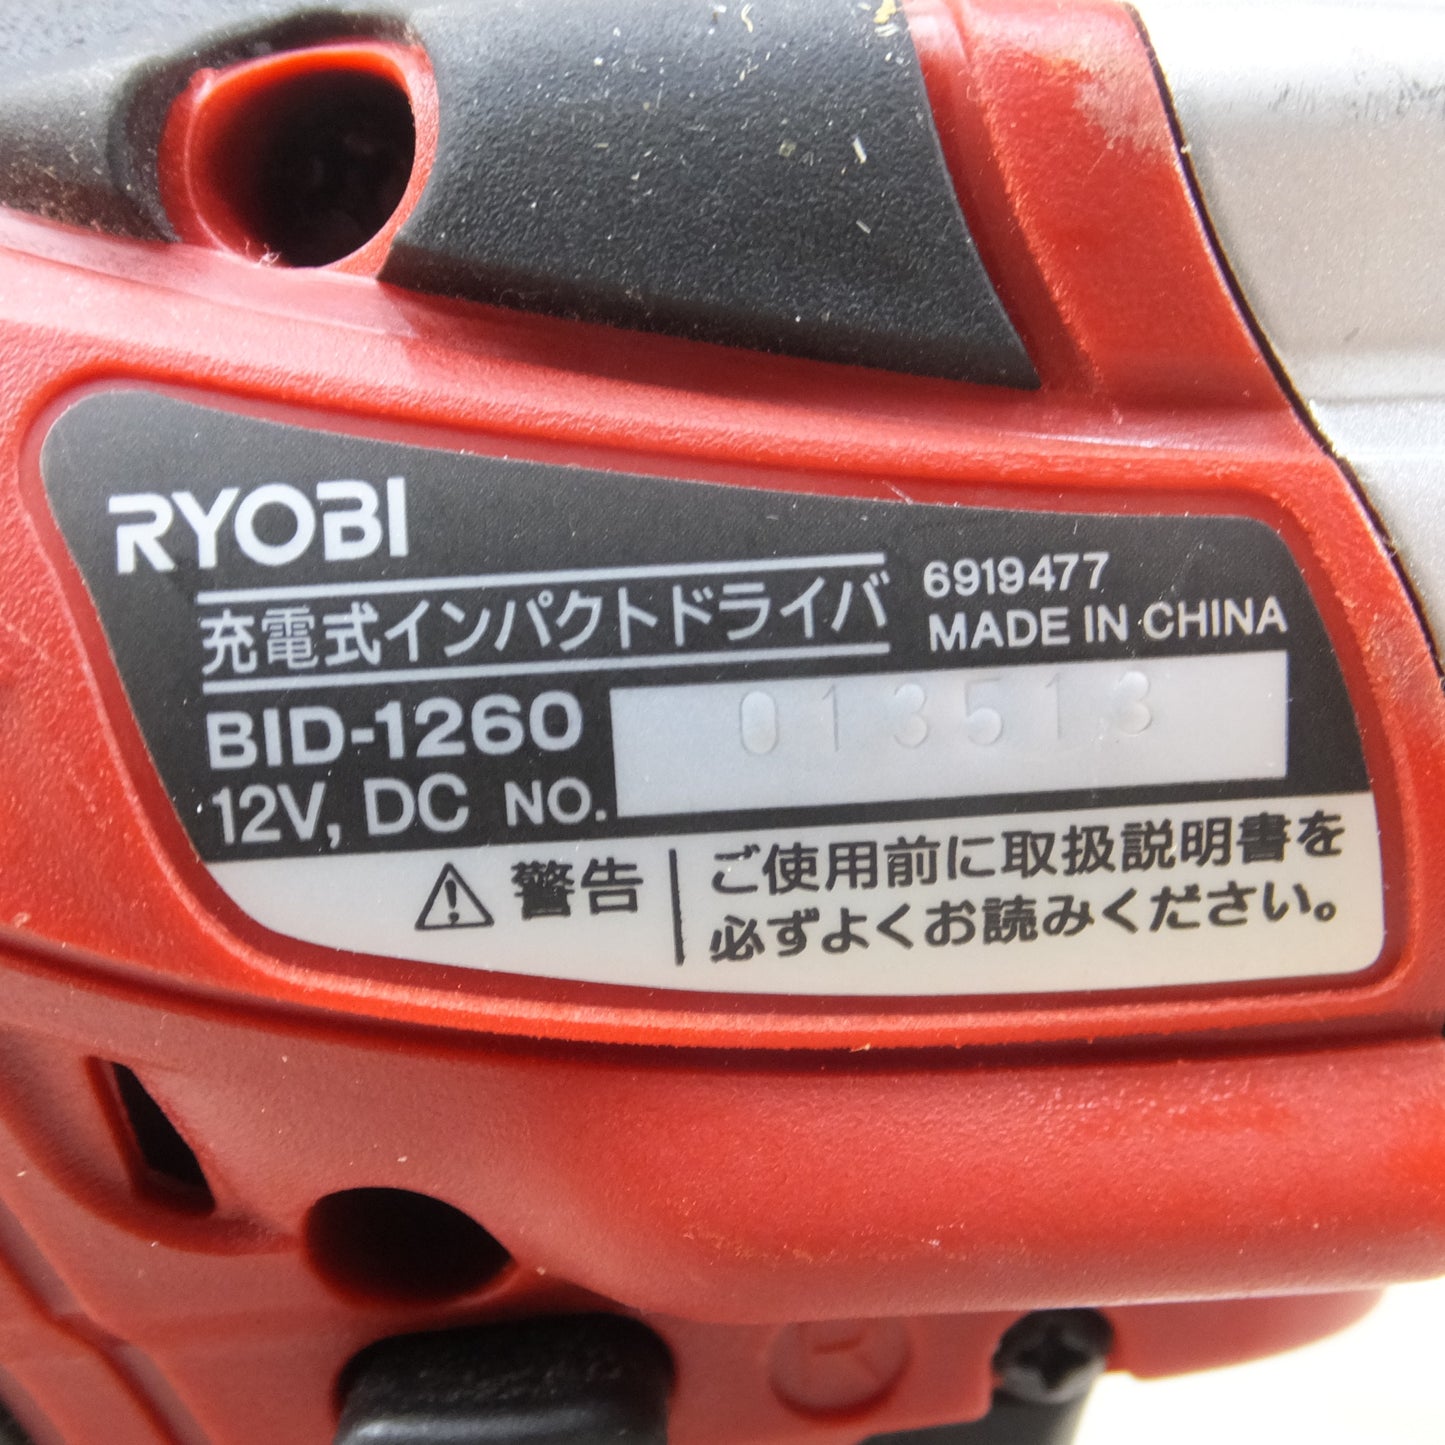 RYOBI
充電式インパクトドライバ
6919477
MADE IN CHINA
BID-1260
12V, DC NO. 013513
⚠ 警告
ご使用前に取扱説明書を
必ずよくお読みください。